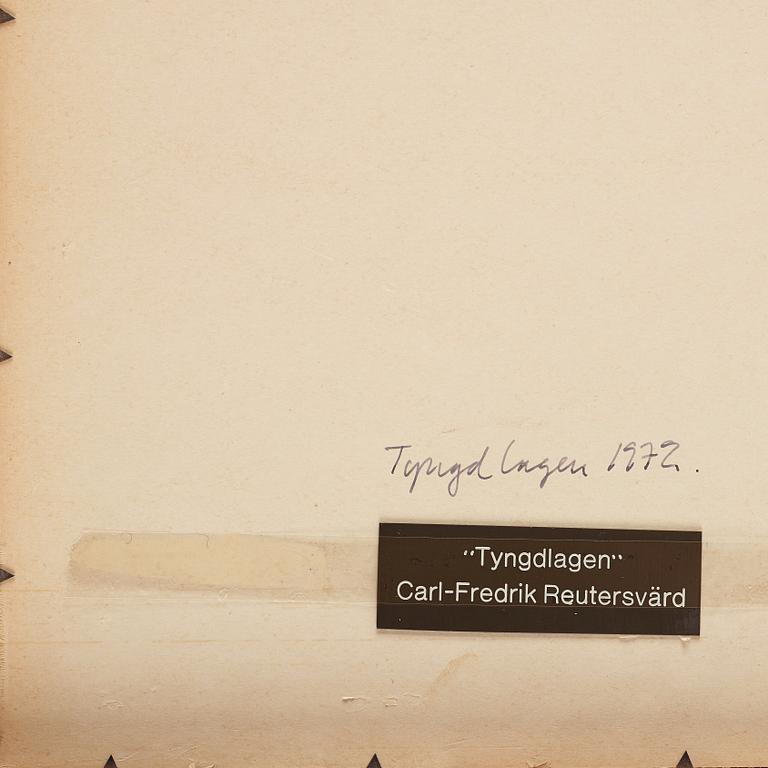 Tyngdlagen 1972.
"Tyngdlagen"
Carl-Fredrik Reutersvärd